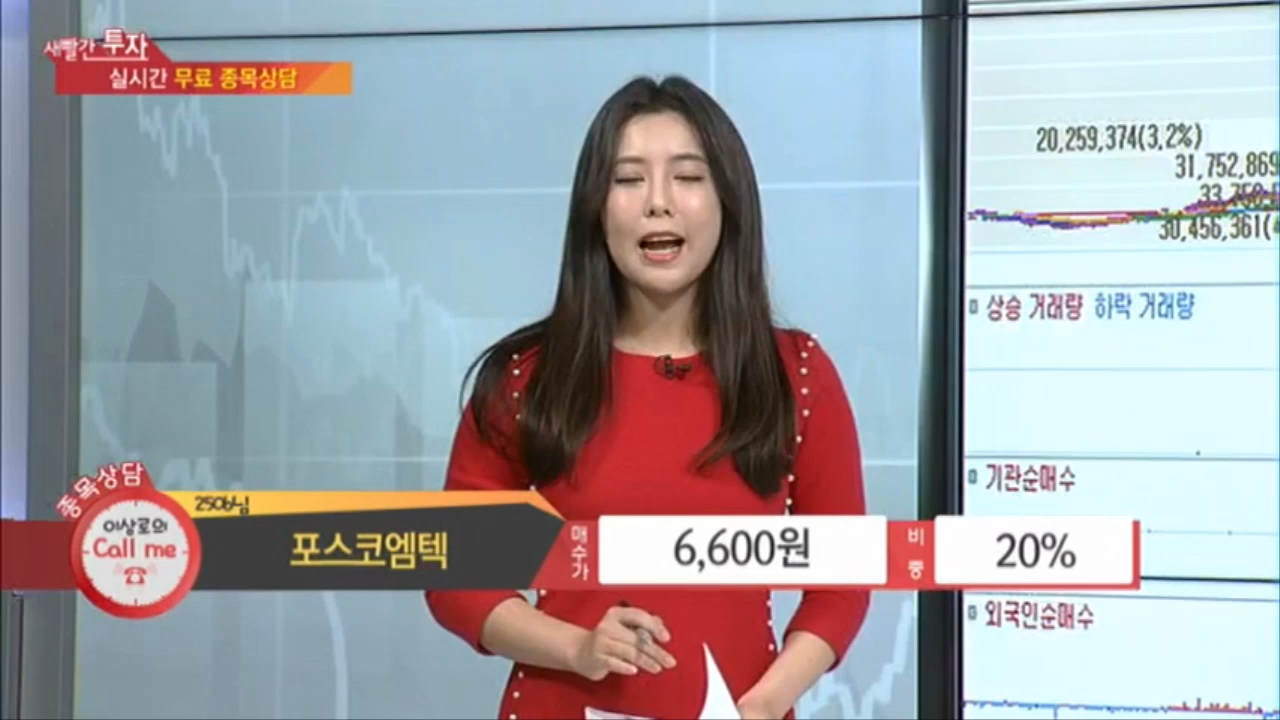 새빨간 투자
실시간 무료 종목상담
20,259,374(3,2%)
31,752,869
30,456,361(
상승 거래량 하락 거래량
기관순매수
외국인순매수
종목상담
이상로의
Call me
2506님
포스코엠텍
매수가
6,600원
비중
20%